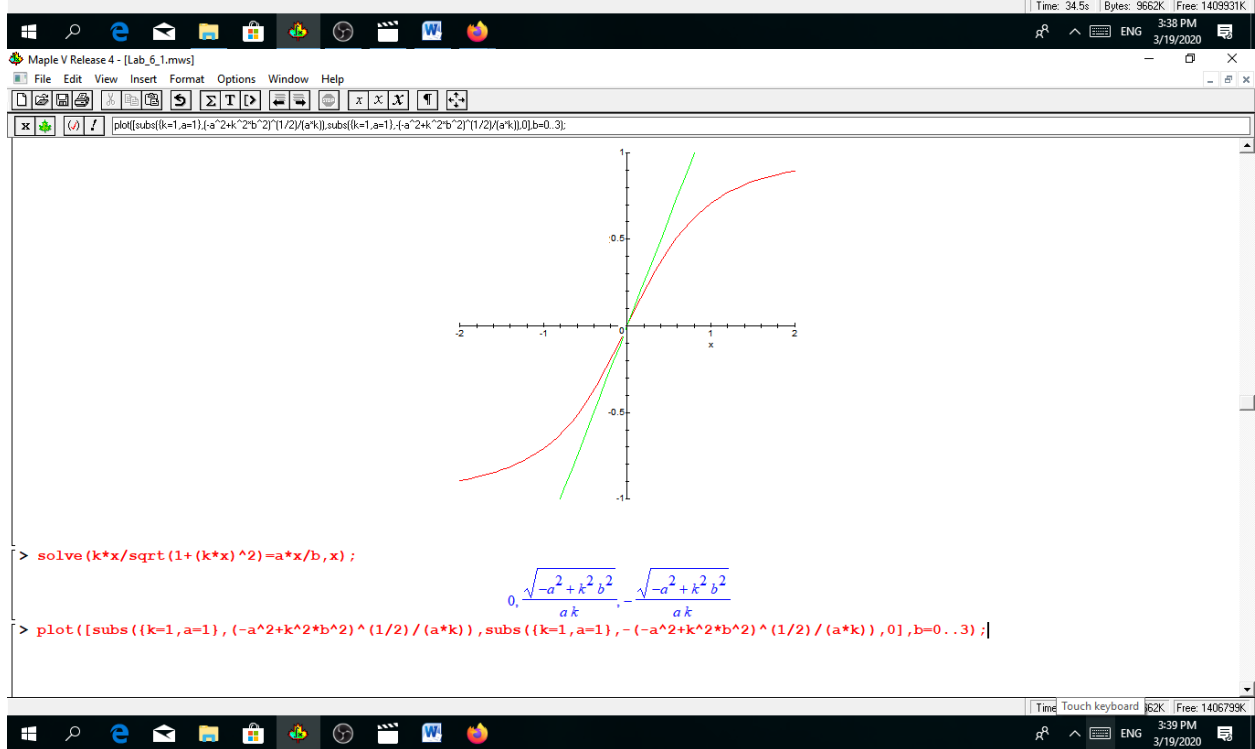 Time: 34.5s Bytes: 9662K Free: 1409931K
ENG 3:38 PM
3/19/2020
Maple V Release 4 - [Lab_6_1.mws]
File Edit View Insert Format Options Window Help
Σ T [> STOP x x x ¶
x (/) ! plot([subs({k=1,a=1},(-a^2+k^2*b^2)^(1/2)/(a*k)),subs({k=1,a=1},-(-a^2+k^2*b^2)^(1/2)/(a*k)),0],b=0..3);
1
0.5
-2 -1 0 1 2
x
-0.5
-1
> solve(k*x/sqrt(1+(k*x)^2)=a*x/b,x);
0, √(-a² + k² b²) / (a k), - √(-a² + k² b²) / (a k)
> plot([subs({k=1,a=1},(-a^2+k^2*b^2)^(1/2)/(a*k)),subs({k=1,a=1},-(-a^2+k^2*b^2)^(1/2)/(a*k)),0],b=0..3);
Time Touch keyboard 62K Free: 1406799K
ENG 3:39 PM
3/19/2020